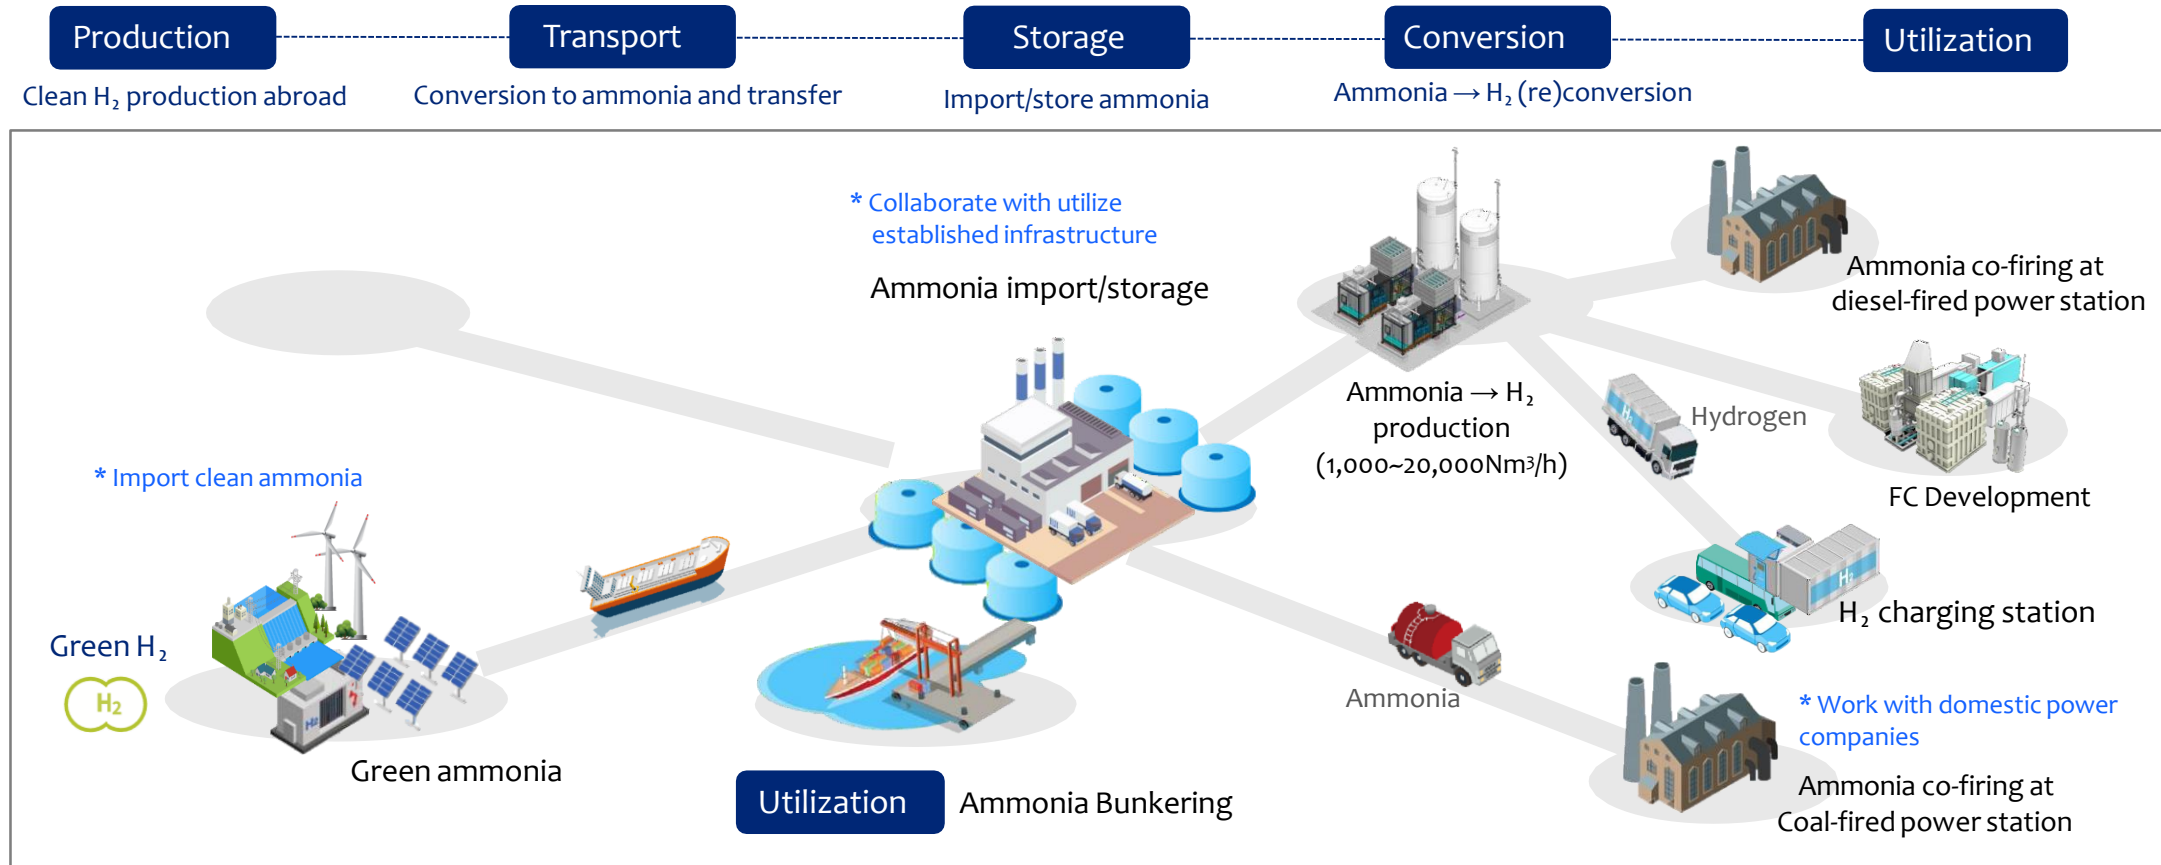 Production
Transport
Storage
Conversion
Utilization
Clean H₂ production abroad
Conversion to ammonia and transfer
Import/store ammonia
Ammonia → H₂ (re)conversion
* Collaborate with utilize
established infrastructure
Ammonia import/storage
Ammonia co-firing at
diesel-fired power station
Ammonia → H₂
production
(1,000~20,000Nm³/h)
H₂
Hydrogen
FC Development
* Import clean ammonia
H₂
H₂ charging station
Green H₂
H₂
H₂
Green ammonia
Ammonia
* Work with domestic power
companies
Utilization
Ammonia Bunkering
Ammonia co-firing at
Coal-fired power station